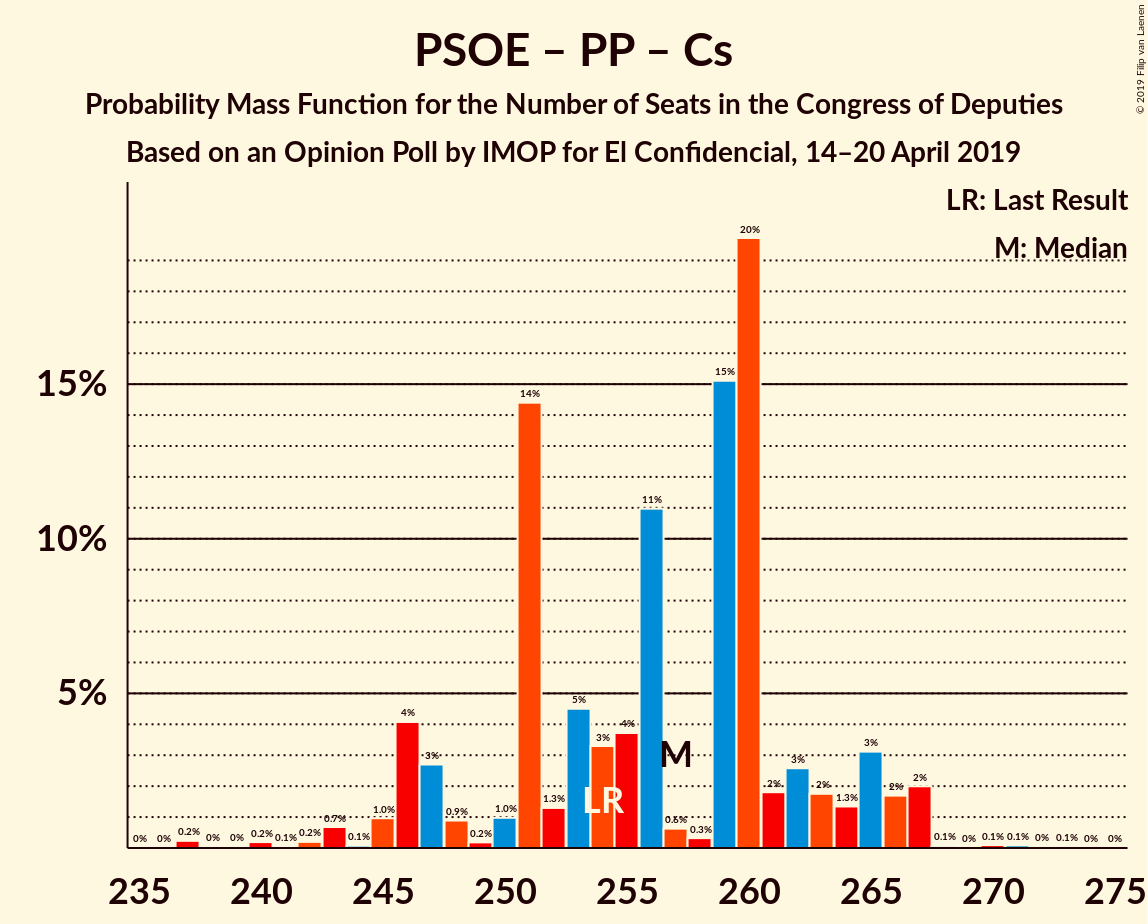 PSOE – PP – Cs
Probability Mass Function for the Number of Seats in the Congress of Deputies
Based on an Opinion Poll by IMOP for El Confidencial, 14–20 April 2019
© 2019 Filip van Laenen
LR: Last Result
M: Median
15%
10%
5%
0% 0% 0.2% 0% 0% 0.2% 0.1% 0.2% 0.7% 0.1% 1.0% 4% 3% 0.9% 0.2% 1.0% 14% 1.3% 5% 3% 4% 11% 0.6% 0.3% 15% 20% 2% 3% 2% 1.3% 3% 2% 2% 0.1% 0% 0.1% 0.1% 0% 0.1% 0% 0%
M
LR
235 240 245 250 255 260 265 270 275